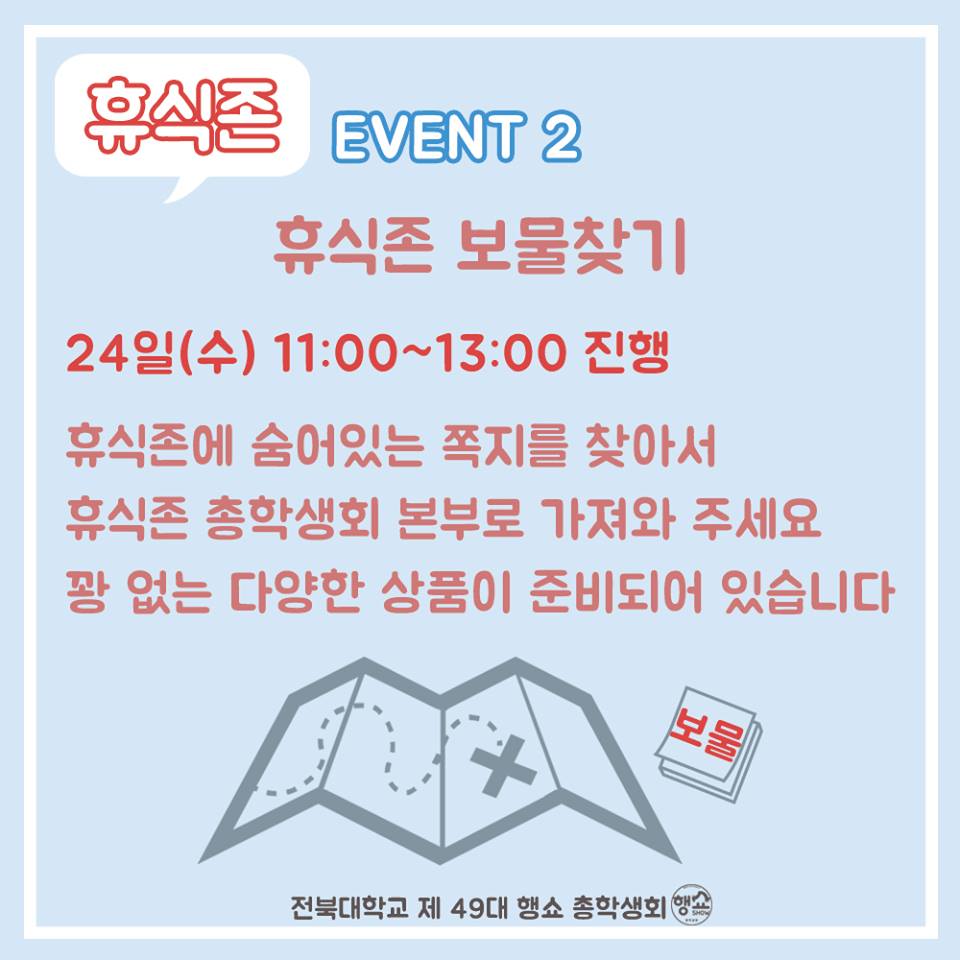 휴식존
EVENT 2
휴식존 보물찾기
24일(수) 11:00~13:00 진행
휴식존에 숨어있는 쪽지를 찾아서
휴식존 총학생회 본부로 가져와 주세요
꽝 없는 다양한 상품이 준비되어 있습니다
보물
전북대학교 제 49대 행쇼 총학생회
행쇼
SHOW